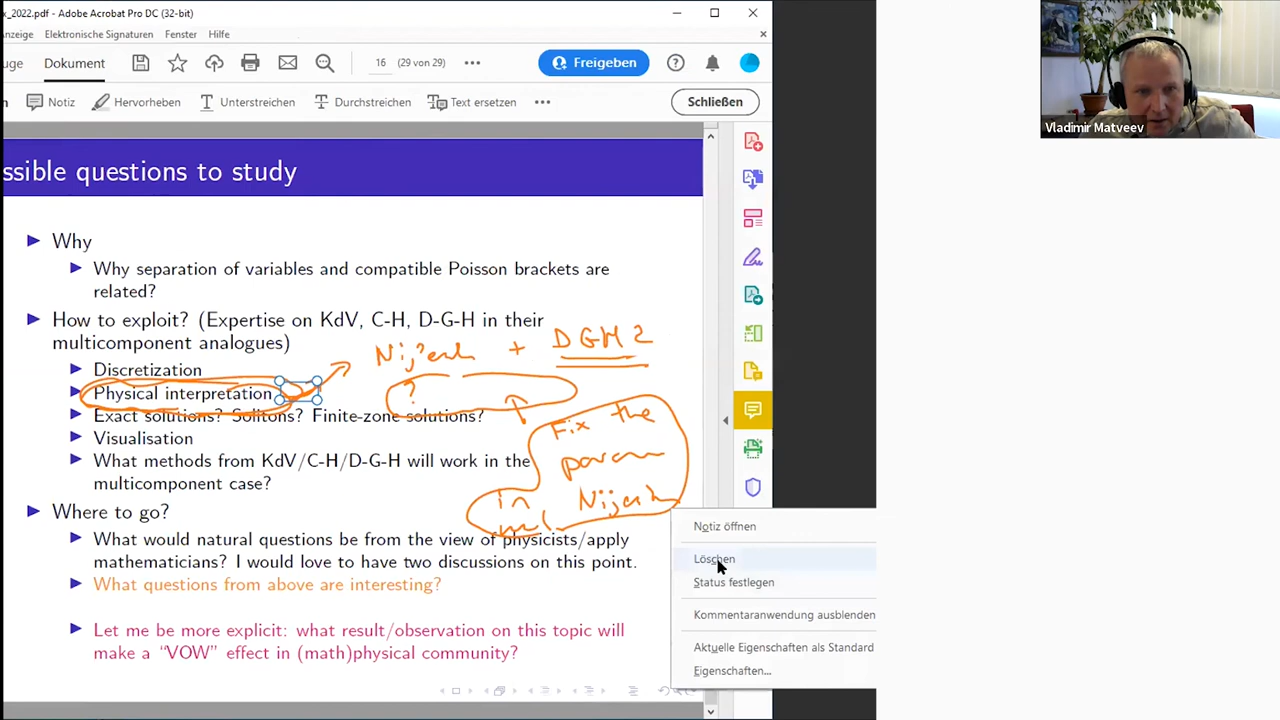 x_2022.pdf - Adobe Acrobat Pro DC (32-bit)
nzeige Elektronische Signaturen Fenster Hilfe
uge Dokument 16 (29 von 29) Freigeben
Notiz Hervorheben Unterstreichen Durchstreichen Text ersetzen Schließen
Vladimir Matveev
ssible questions to study
Why
Why separation of variables and compatible Poisson brackets are
related?
How to exploit? (Expertise on KdV, C-H, D-G-H in their
multicomponent analogues)
Nijenh + DGH 2
Discretization
Physical interpretation ?
Exact solutions? Solitons? Finite-zone solutions?
Fix the
param
in Nijenh
Visualisation
What methods from KdV/C-H/D-G-H will work in the
multicomponent case?
Where to go?
What would natural questions be from the view of physicists/apply
mathematicians? I would love to have two discussions on this point.
What questions from above are interesting?
Let me be more explicit: what result/observation on this topic will
make a “VOW” effect in (math)physical community?
Notiz öffnen
Löschen
Status festlegen
Kommentaranwendung ausblenden
Aktuelle Eigenschaften als Standard
Eigenschaften...